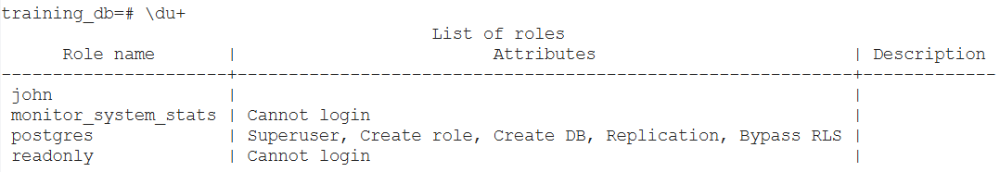 training_db=# \du+
                                          List of roles
      Role name       |                         Attributes                         | Description
----------------------+------------------------------------------------------------+-------------
 john                 |                                                            |
 monitor_system_stats | Cannot login                                               |
 postgres             | Superuser, Create role, Create DB, Replication, Bypass RLS |
 readonly             | Cannot login                                               |